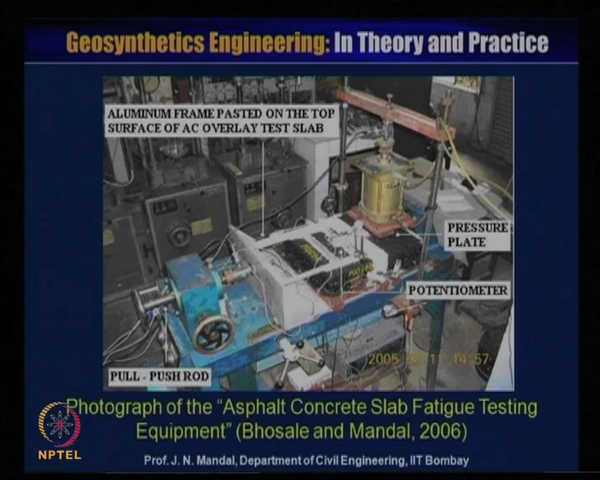 Geosynthetics Engineering: In Theory and Practice
ALUMINUM FRAME PASTED ON THE TOP
SURFACE OF AC OVERLAY TEST SLAB
PRESSURE
PLATE
POTENTIOMETER
PULL - PUSH ROD
Photograph of the "Asphalt Concrete Slab Fatigue Testing
Equipment" (Bhosale and Mandal, 2006)
NPTEL
Prof. J. N. Mandal, Department of Civil Engineering, IIT Bombay